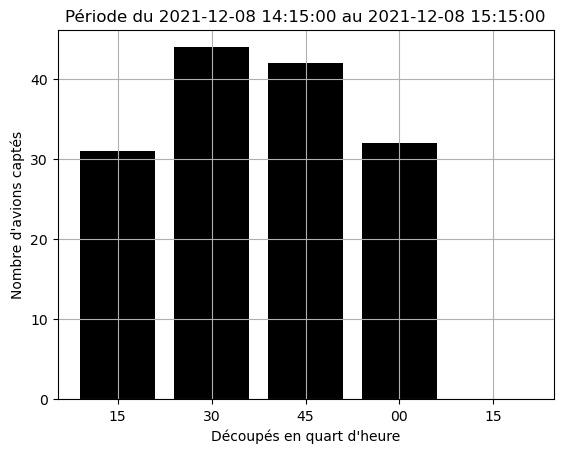 Période du 2021-12-08 14:15:00 au 2021-12-08 15:15:00
Nombre d'avions captés
40
30
20
10
0
15 30 45 00 15
Découpés en quart d'heure